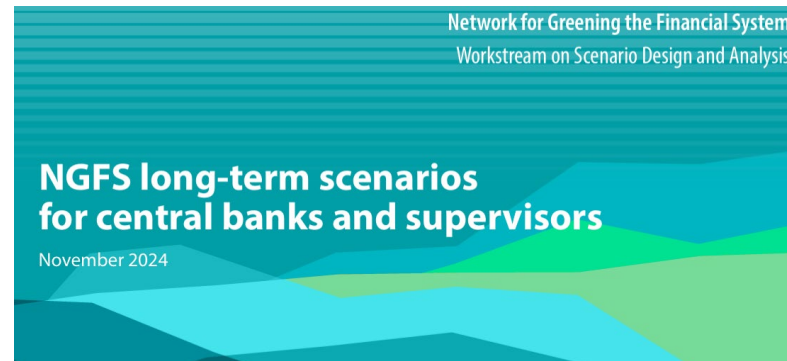 Network for Greening the Financial System
Workstream on Scenario Design and Analysis
NGFS long-term scenarios
for central banks and supervisors
November 2024